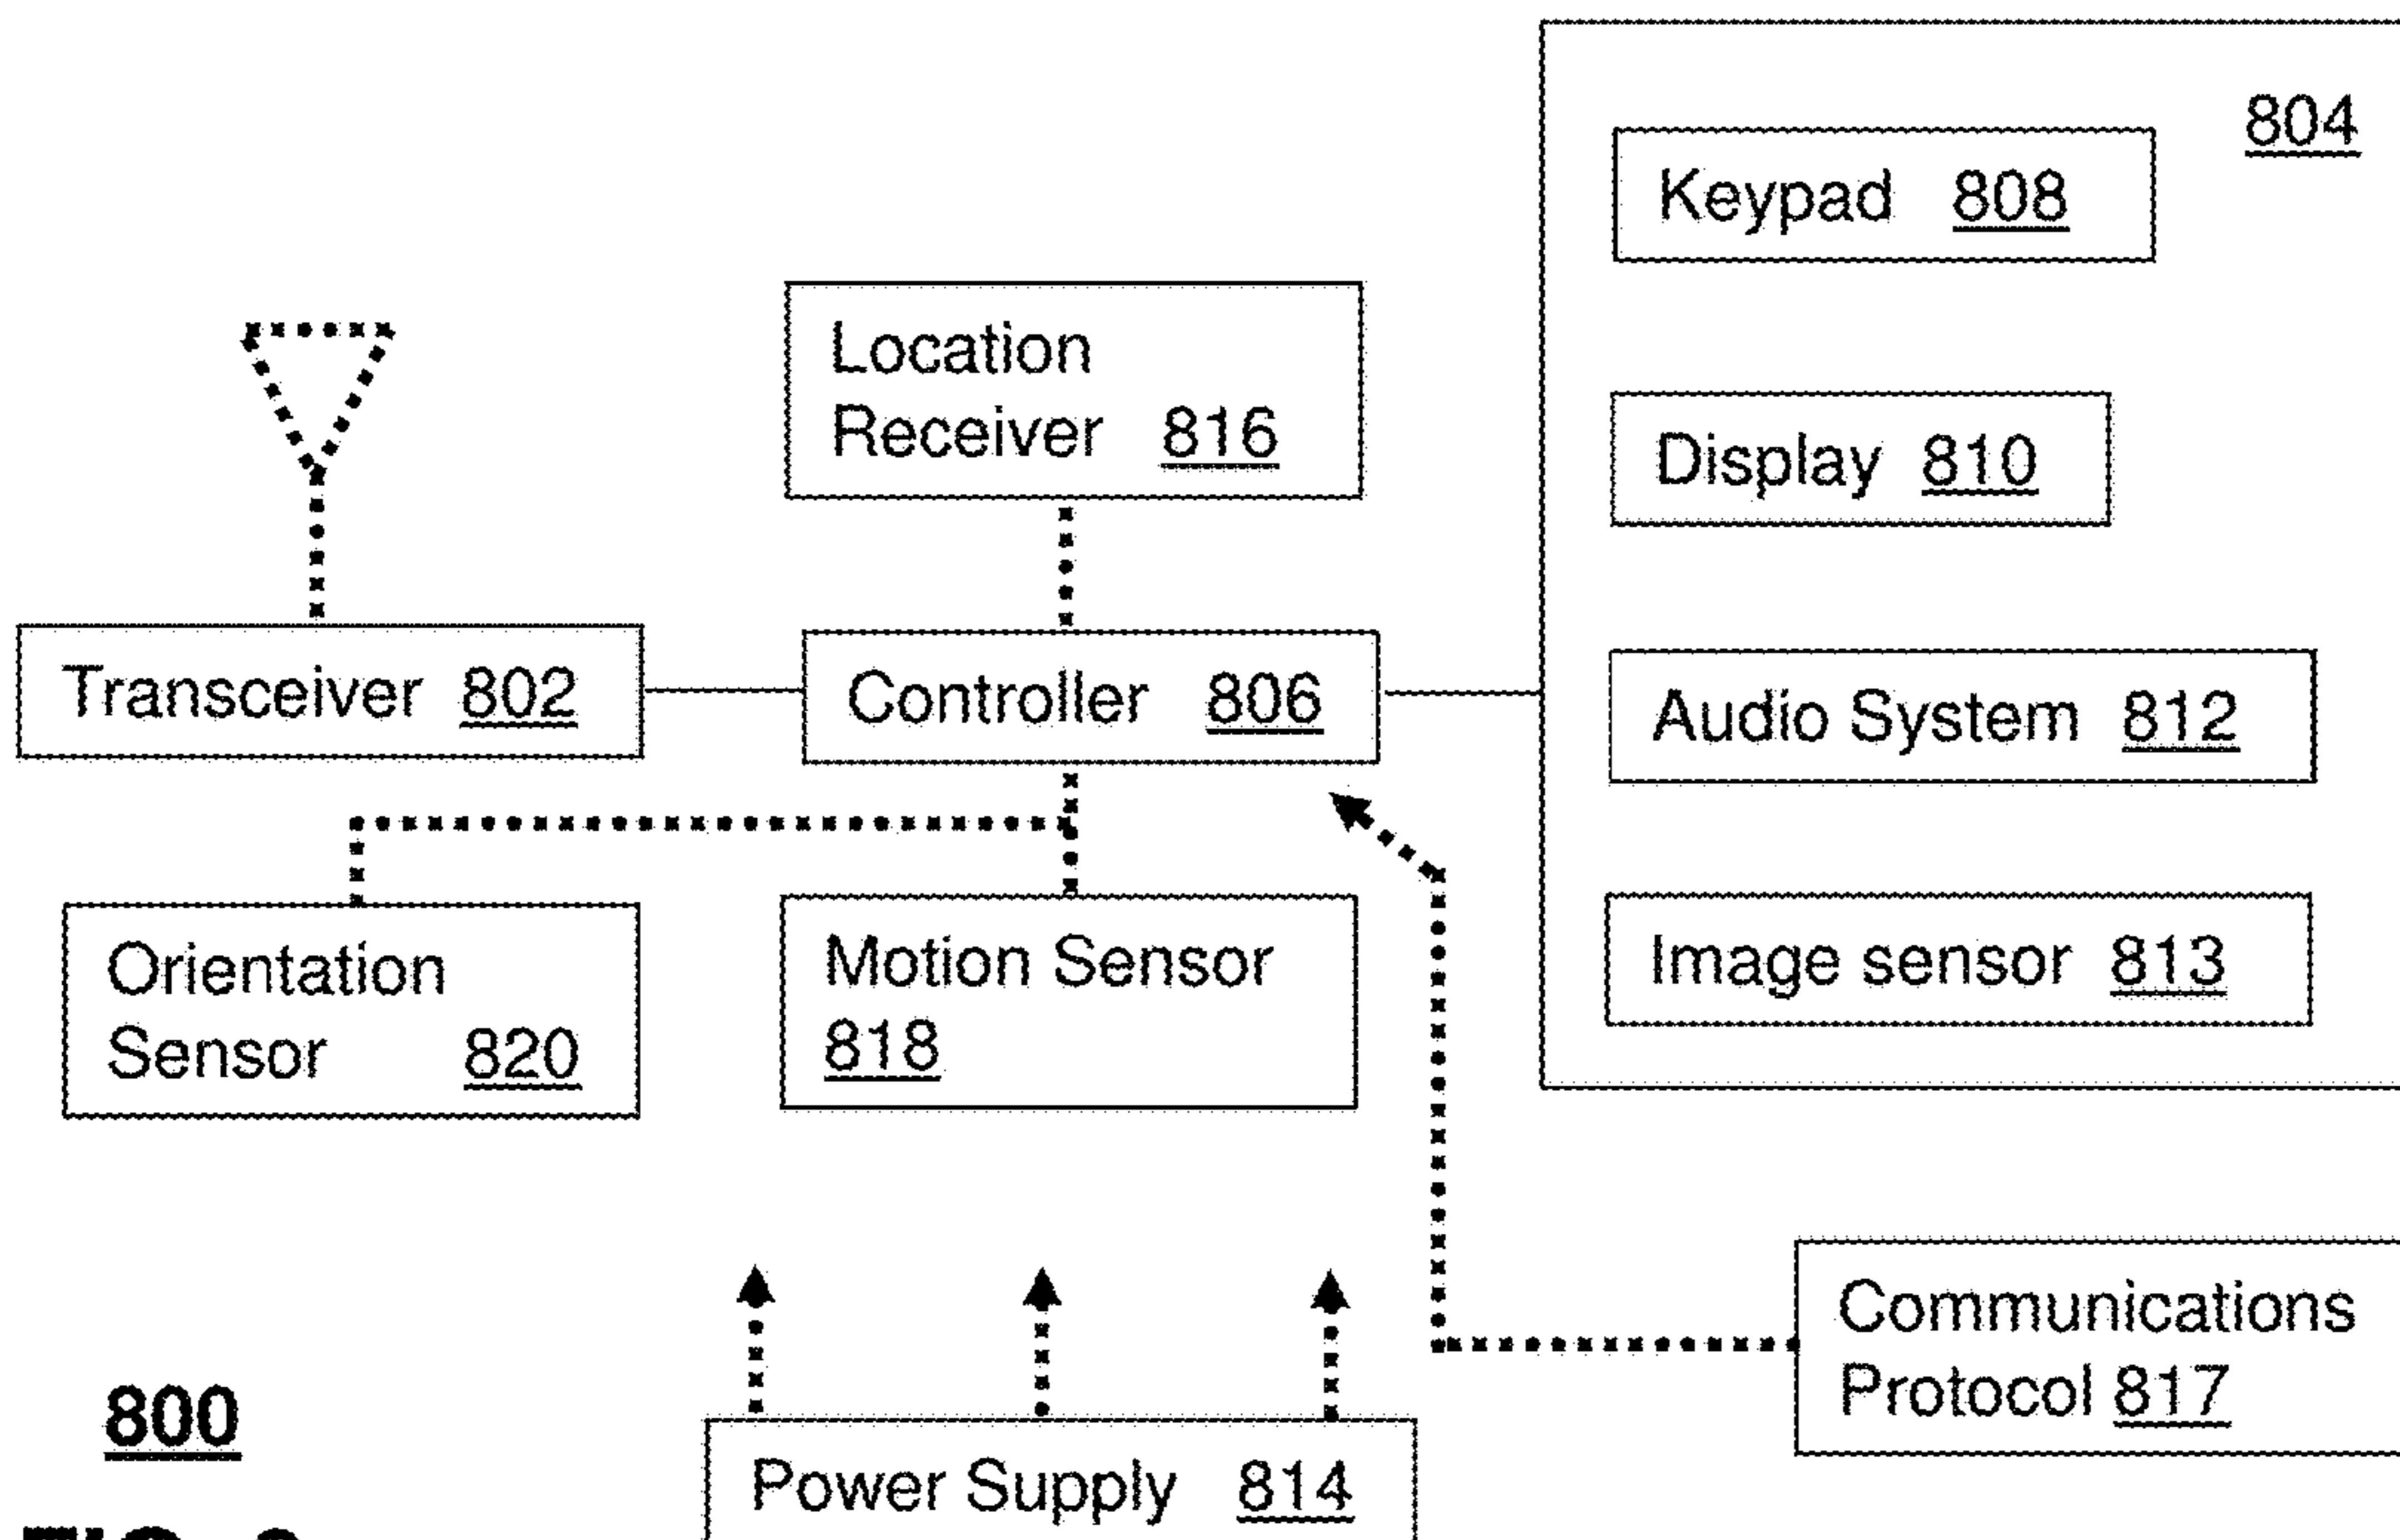 804
Keypad 808
Location
Receiver 816
Display 810
Transceiver 802
Controller 806
Audio System 812
Orientation
Sensor 820
Motion Sensor
818
Image sensor 813
Communications
Protocol 817
800
Power Supply 814